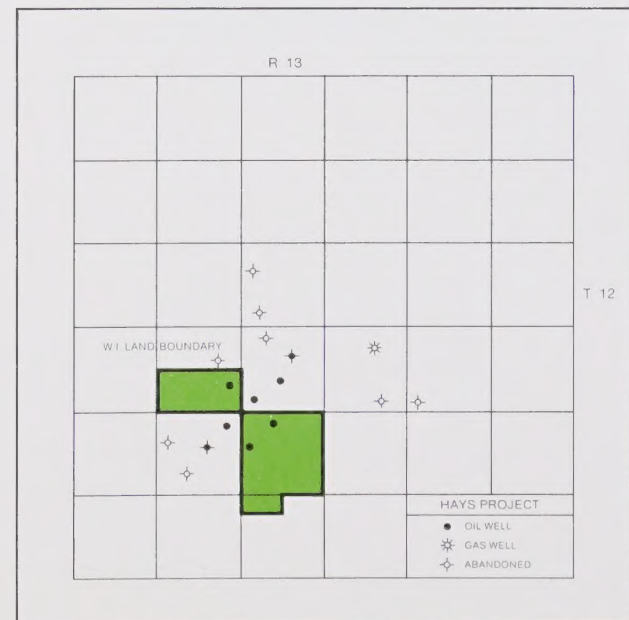 R 13
T 12
W.I. LAND BOUNDARY
HAYS PROJECT
OIL WELL
GAS WELL
ABANDONED